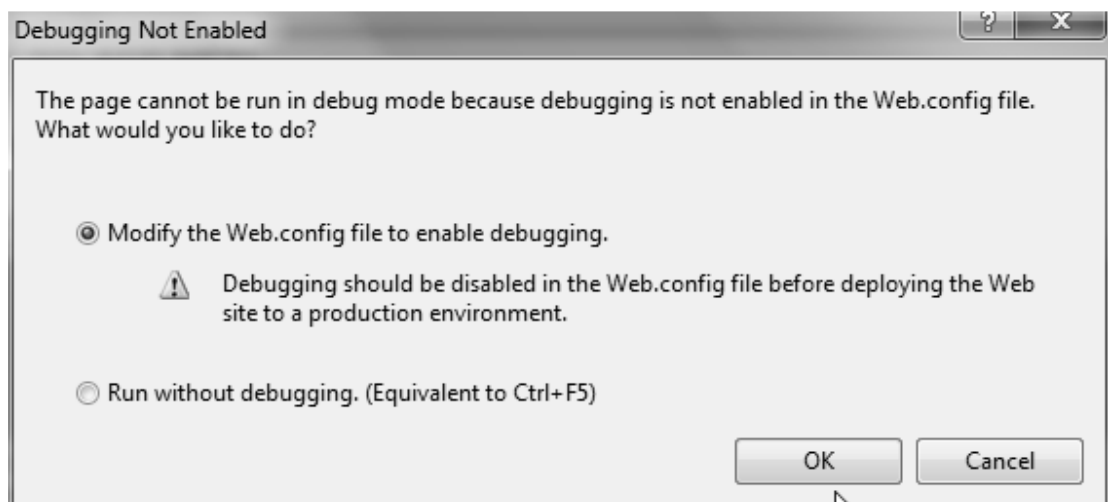 Debugging Not Enabled
?
X
The page cannot be run in debug mode because debugging is not enabled in the Web.config file.
What would you like to do?
Modify the Web.config file to enable debugging.
Debugging should be disabled in the Web.config file before deploying the Web
site to a production environment.
Run without debugging. (Equivalent to Ctrl+F5)
OK
Cancel